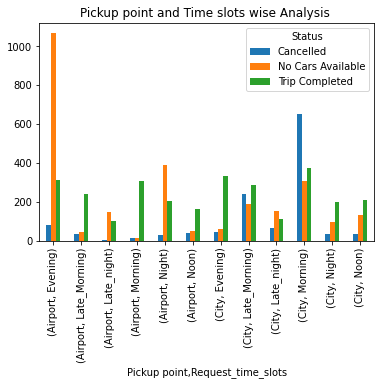 Pickup point and Time slots wise Analysis
Status
Cancelled
No Cars Available
Trip Completed
1000
800
600
400
200
0
(Airport, Evening)
(Airport, Late_Morning)
(Airport, Late_night)
(Airport, Morning)
(Airport, Night)
(Airport, Noon)
(City, Evening)
(City, Late_Morning)
(City, Late_night)
(City, Morning)
(City, Night)
(City, Noon)
Pickup point,Request_time_slots